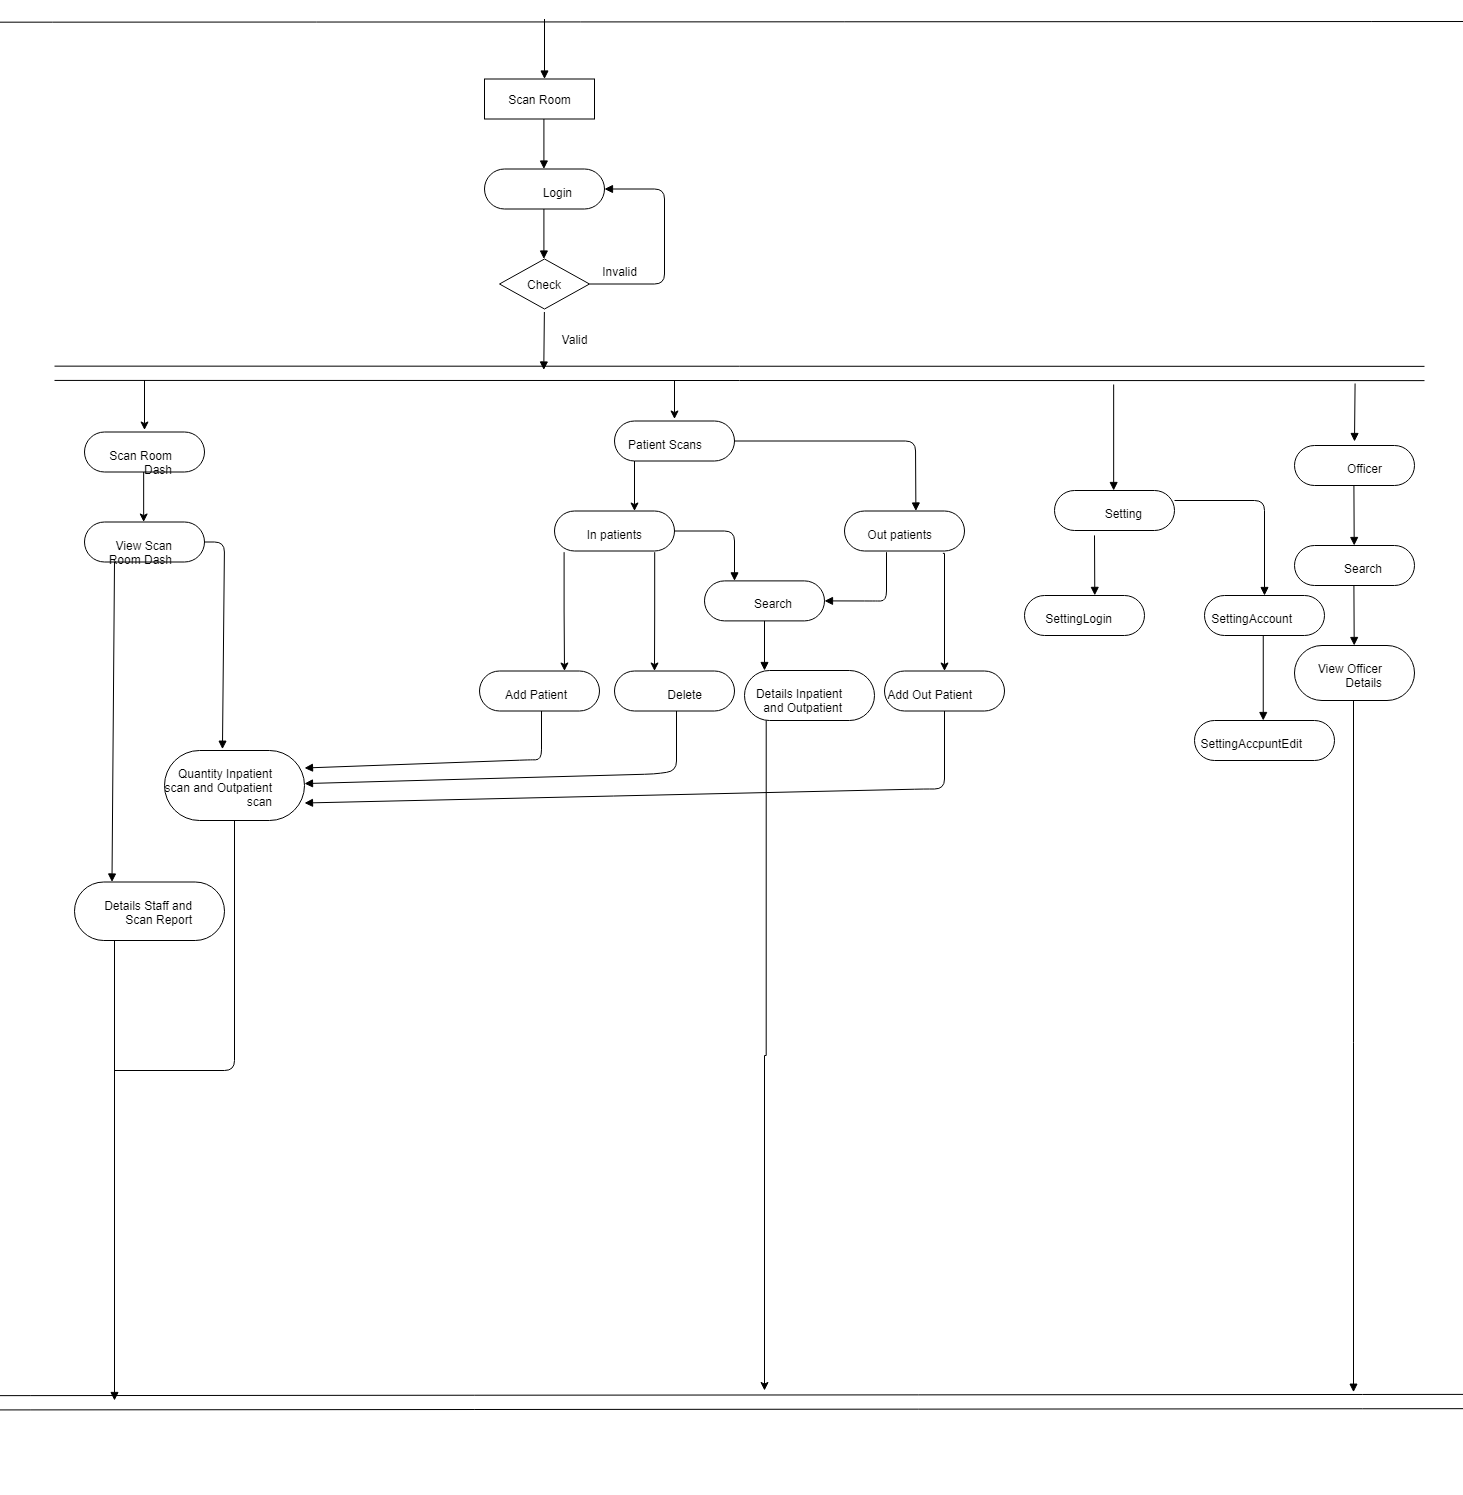 Scan Room
Login
Check
Invalid
Valid
Scan Room
Dash
Patient Scans
Officer
Setting
View Scan
Room Dash
In patients
Out patients
Search
Search
SettingLogin
SettingAccount
View Officer
Details
Add Patient
Delete
Details Inpatient
and Outpatient
Add Out Patient
SettingAccpuntEdit
Quantity Inpatient
scan and Outpatient
scan
Details Staff and
Scan Report